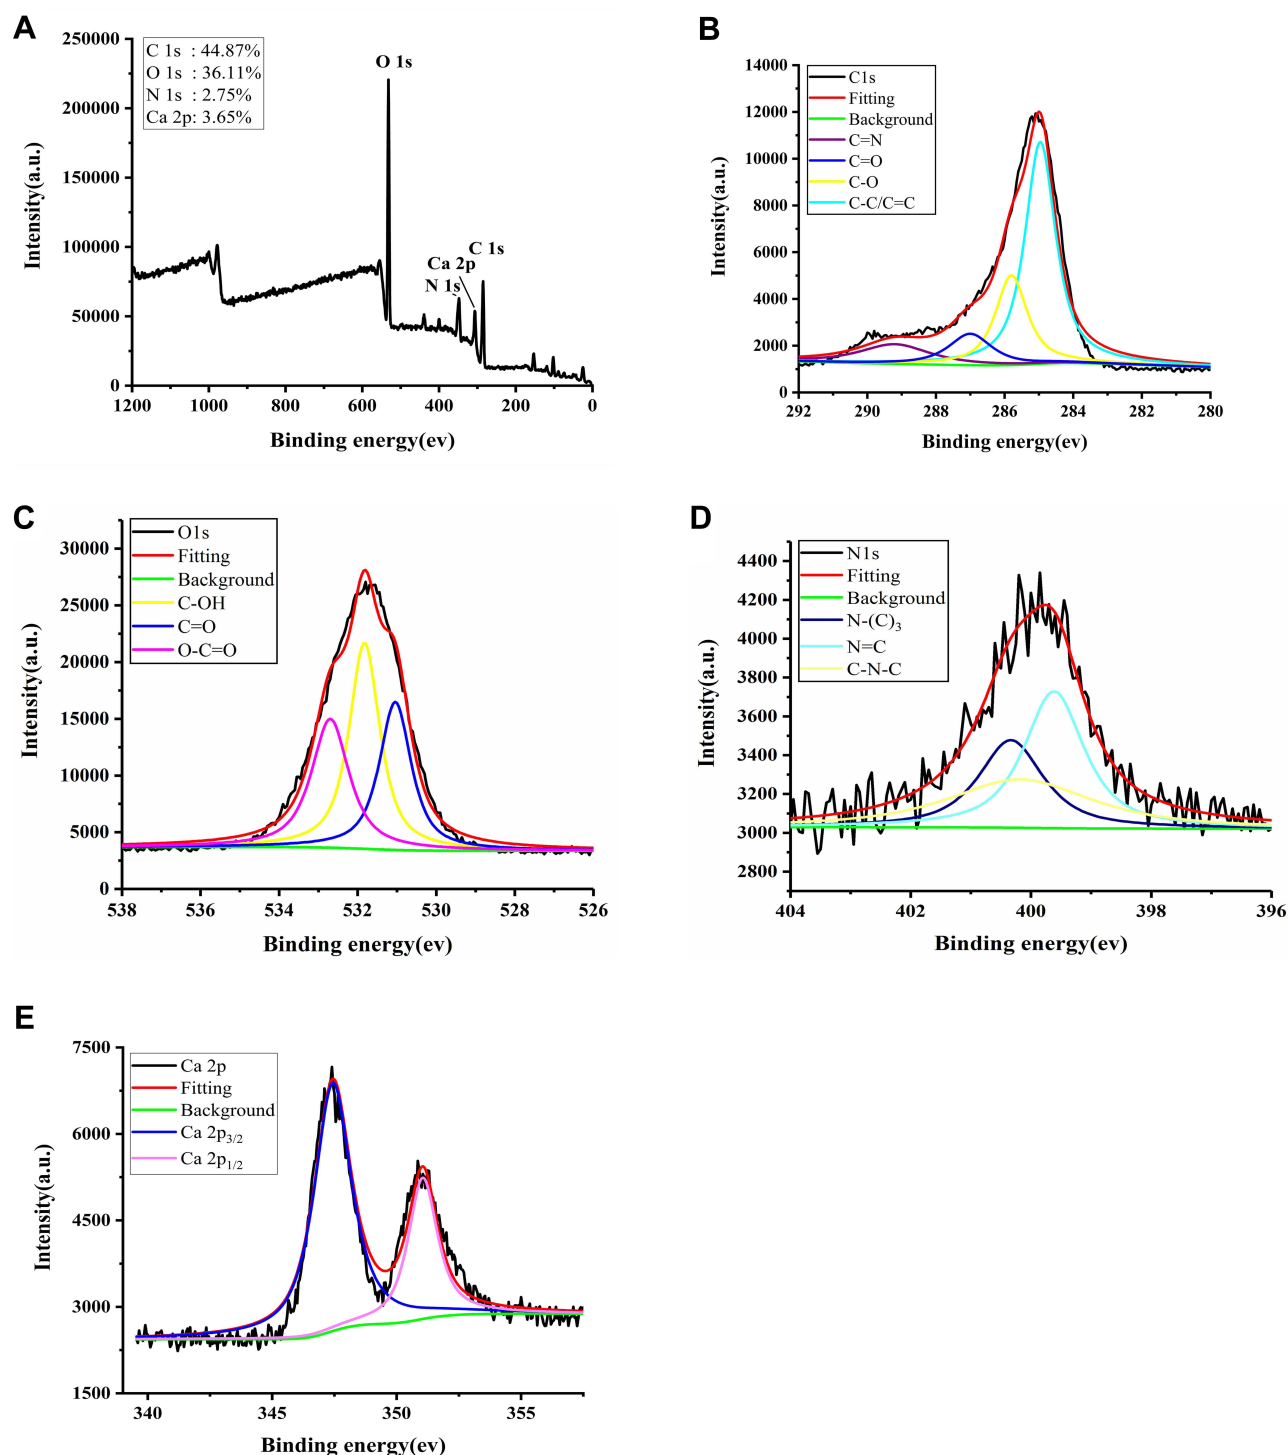 A
C 1s : 44.87%
O 1s : 36.11%
N 1s : 2.75%
Ca 2p: 3.65%
O 1s
C 1s
Ca 2p
N 1s
250000
200000
150000
100000
50000
0
1200 1000 800 600 400 200 0
Intensity(a.u.)
Binding energy(ev)
B
C1s
Fitting
Background
C=N
C=O
C-O
C-C/C=C
14000
12000
10000
8000
6000
4000
2000
0
292 290 288 286 284 282 280
Intensity(a.u.)
Binding energy(ev)
C
O1s
Fitting
Background
C-OH
C=O
O-C=O
30000
25000
20000
15000
10000
5000
0
538 536 534 532 530 528 526
Intensity(a.u.)
Binding energy(ev)
D
N1s
Fitting
Background
N-(C)₃
N=C
C-N-C
4400
4200
4000
3800
3600
3400
3200
3000
2800
404 402 400 398 396
Intensity(a.u.)
Binding energy(ev)
E
Ca 2p
Fitting
Background
Ca 2p3/2
Ca 2p1/2
7500
6000
4500
3000
1500
340 345 350 355
Intensity(a.u.)
Binding energy(ev)